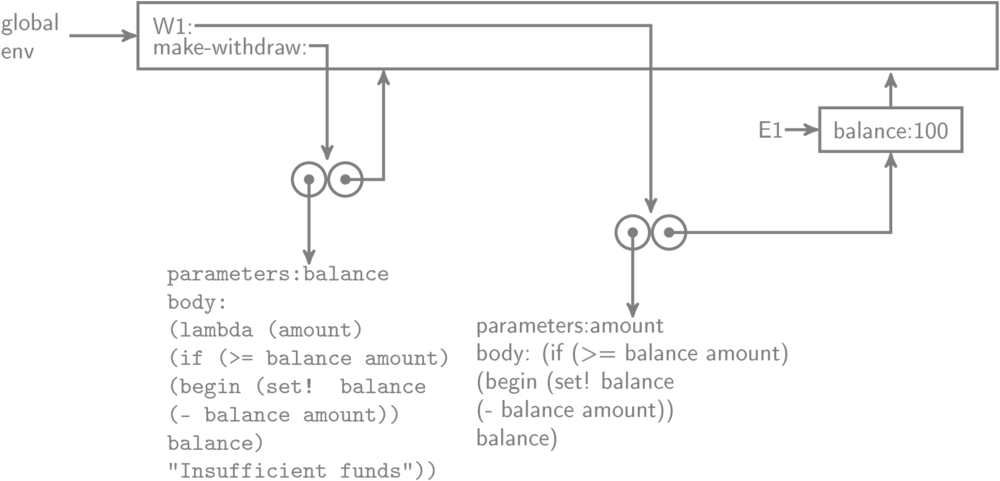 global
env
W1:
make-withdraw:
E1
balance:100
parameters:balance
body:
(lambda (amount)
(if (>= balance amount)
(begin (set! balance
(- balance amount))
balance)
"Insufficient funds"))
parameters:amount
body: (if (>= balance amount)
(begin (set! balance
(- balance amount))
balance)